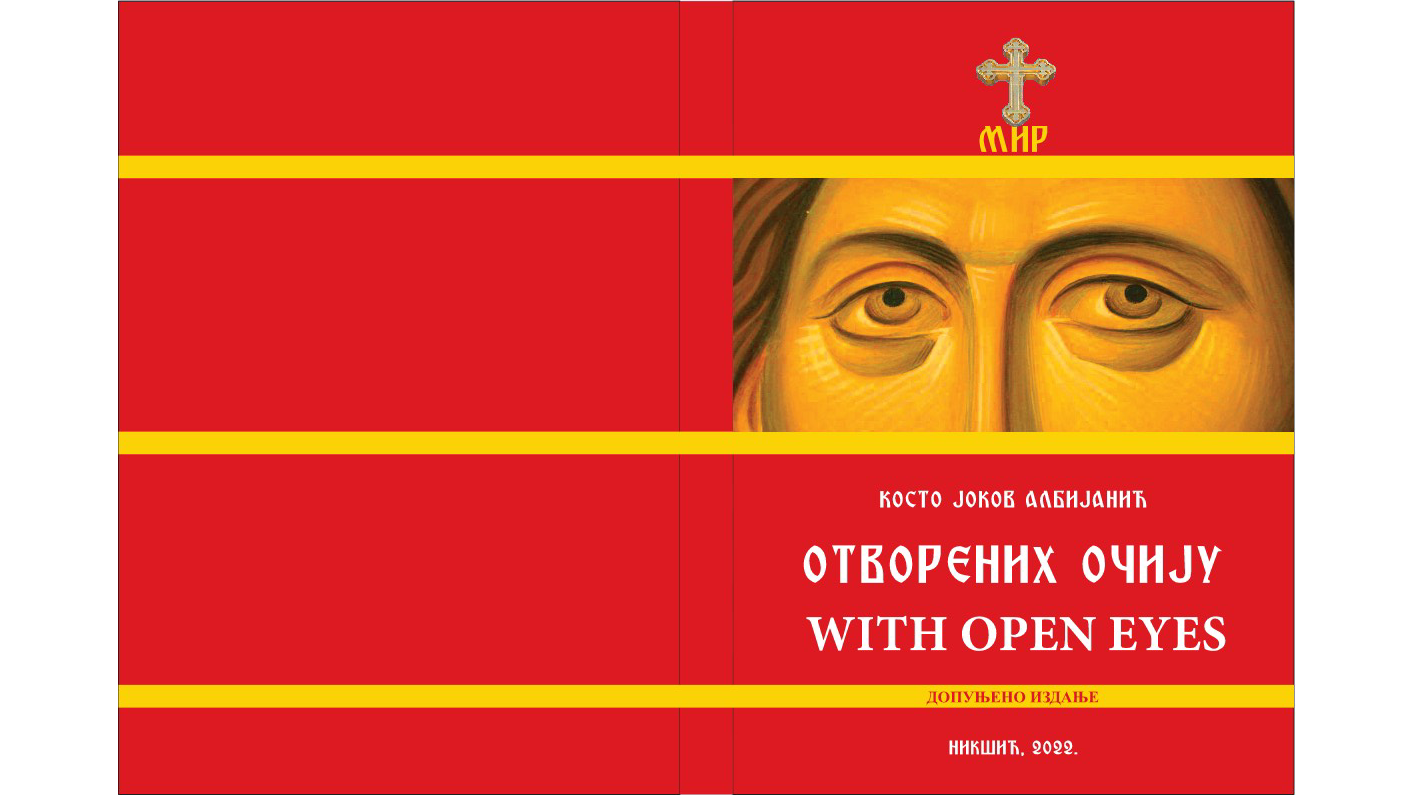 МИР
КОСТО ЈОКОВ АЛБИЈАНИЋ
ОТВОРЕНИХ ОЧИЈУ
WITH OPEN EYES
ДОПУЊЕНО ИЗДАЊЕ
НИКШИЋ, 2022.